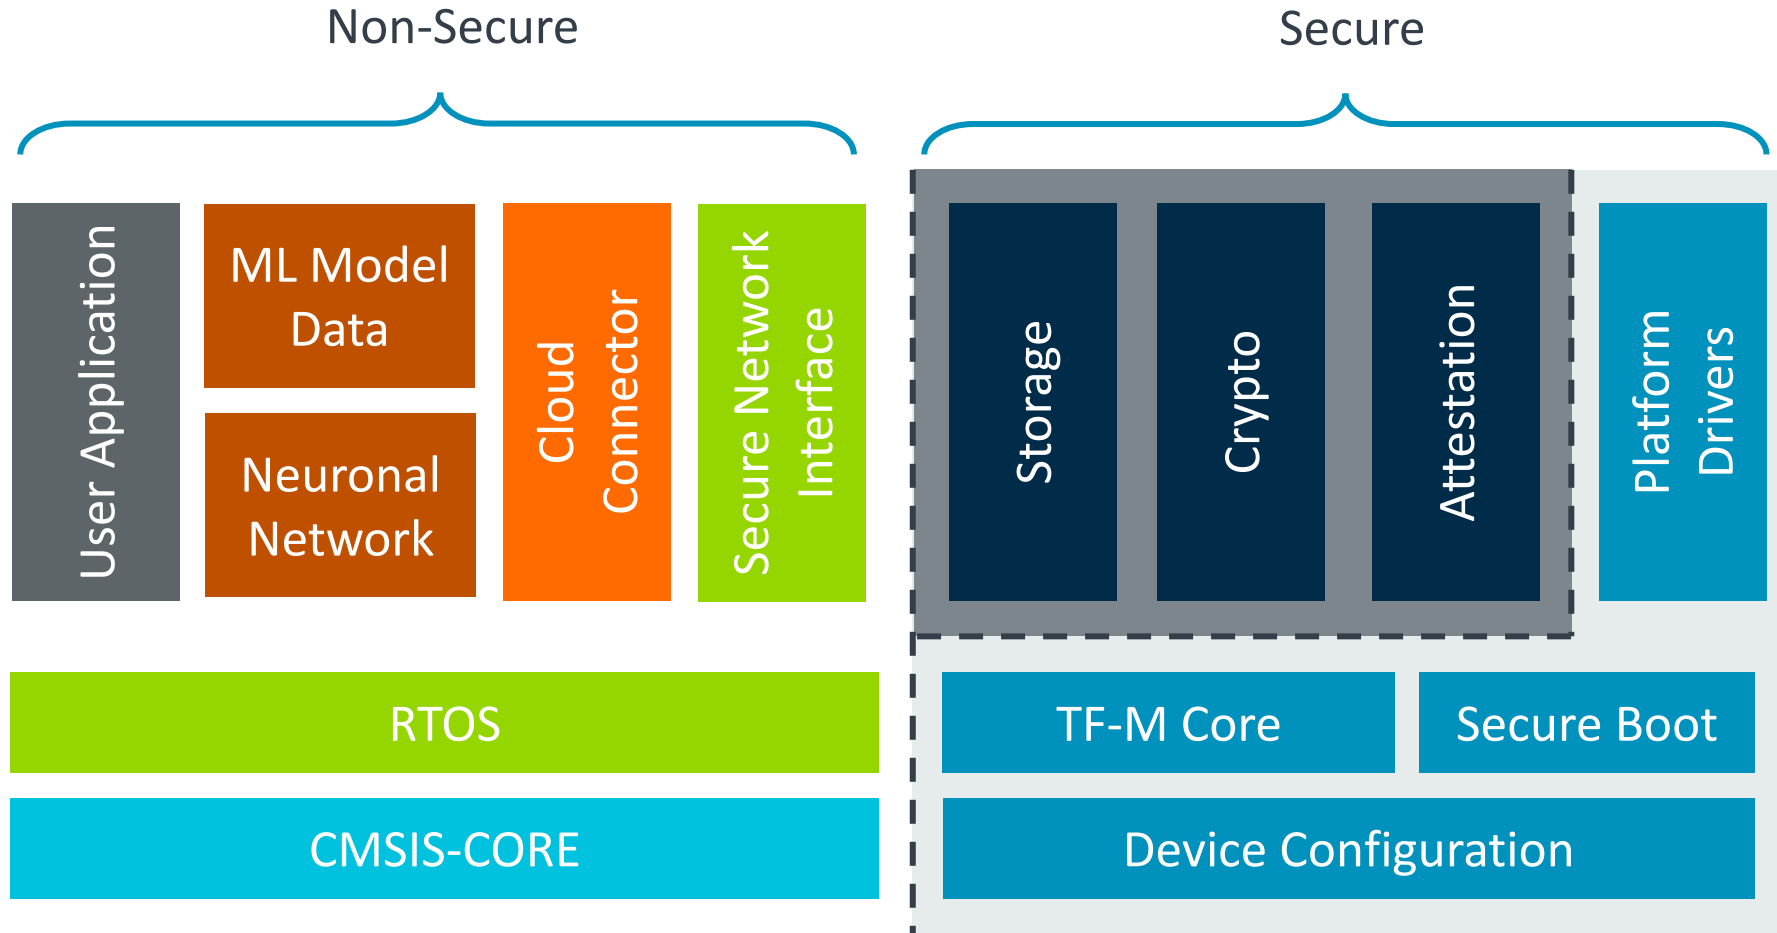 Non-Secure
Secure
User Application
ML Model
Data
Neuronal
Network
Cloud
Connector
Secure Network
Interface
Storage
Crypto
Attestation
Platform
Drivers
RTOS
TF-M Core
Secure Boot
CMSIS-CORE
Device Configuration